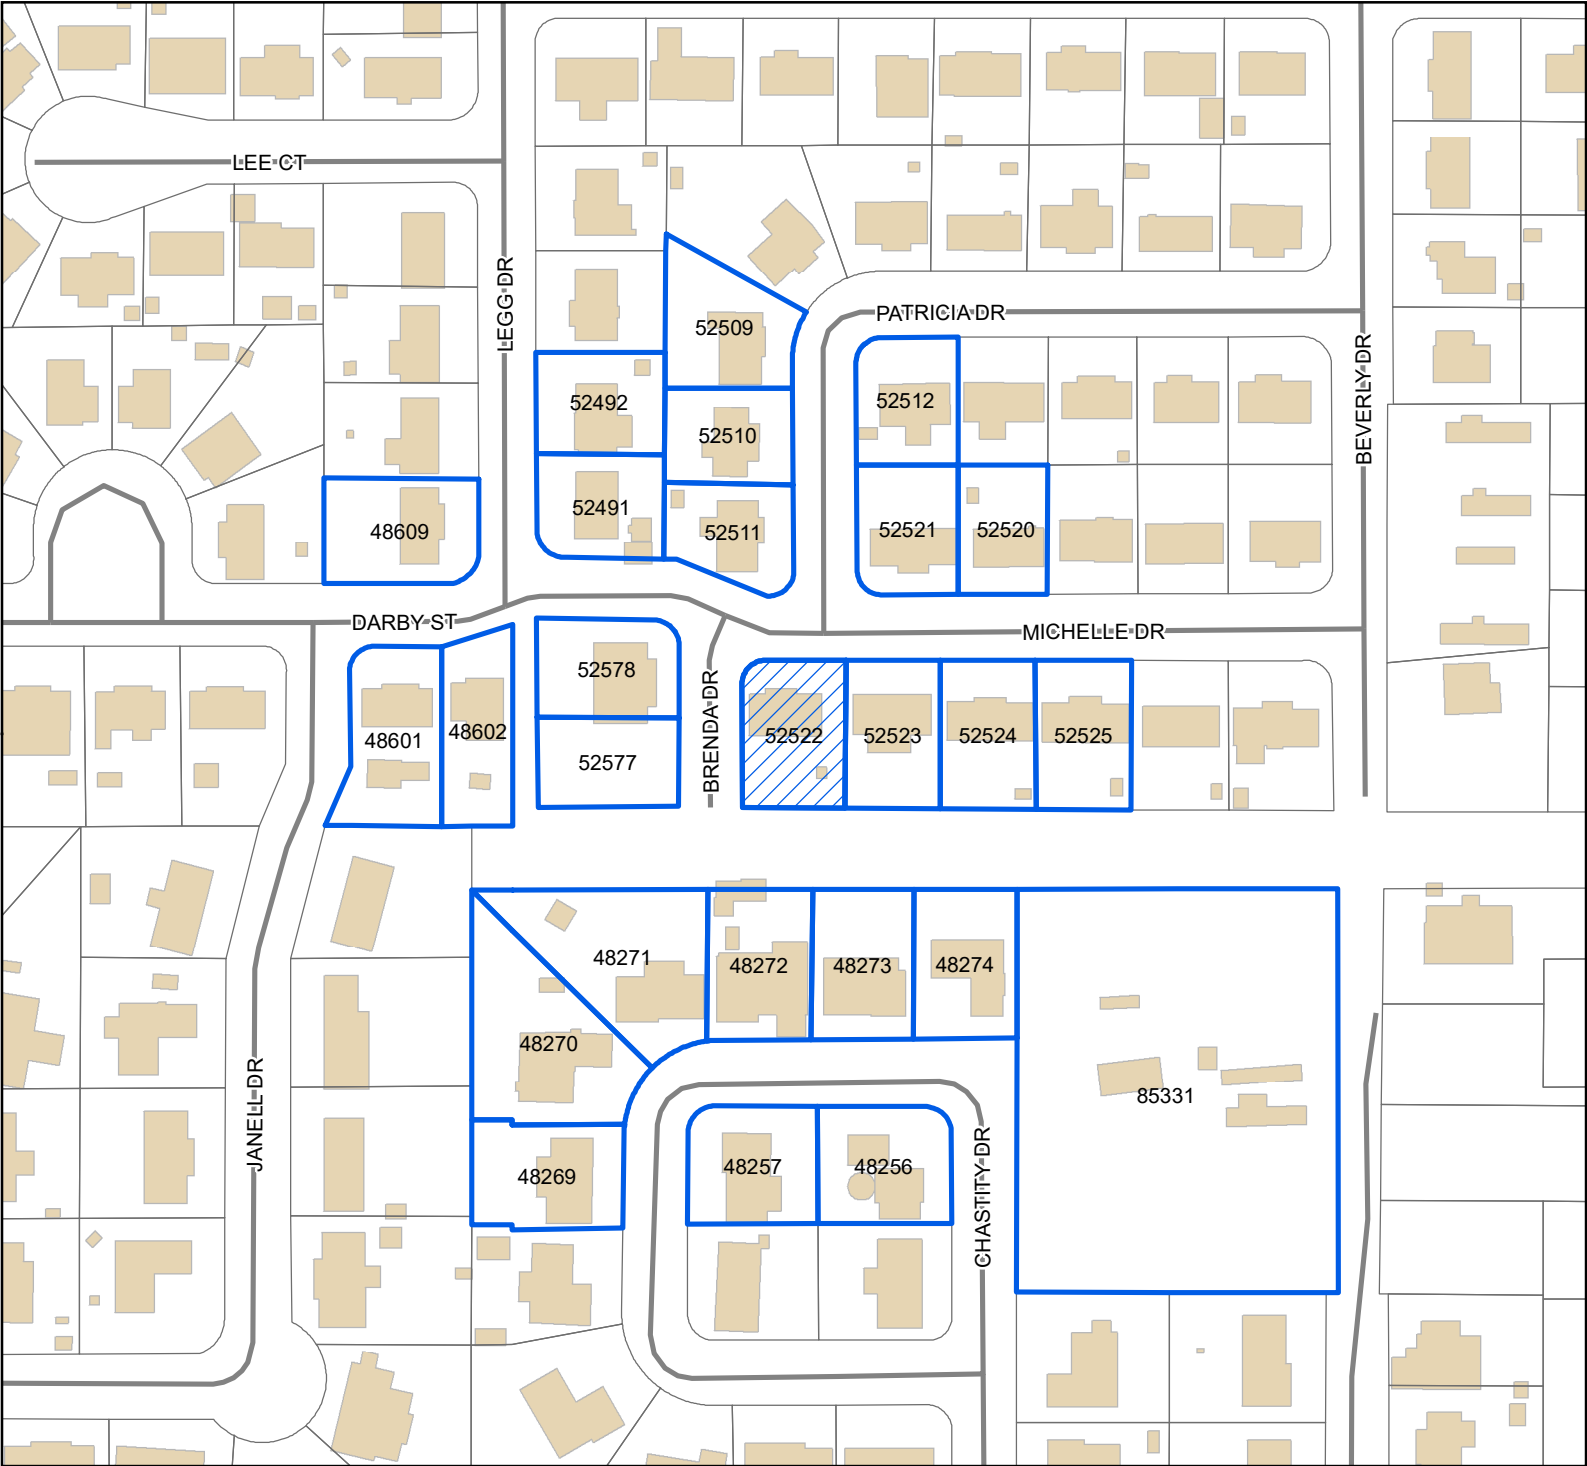 LEE CT
LEGG DR
PATRICIA DR
BEVERLY DR
52509
52492
52510
52512
52491
52511
52521
52520
48609
DARBY ST
MICHELLE DR
52578
48601
48602
52577
BRENDA DR
52522
52523
52524
52525
48271
48272
48273
48274
48270
85331
JANELL DR
48269
48257
48256
CHASTITY DR